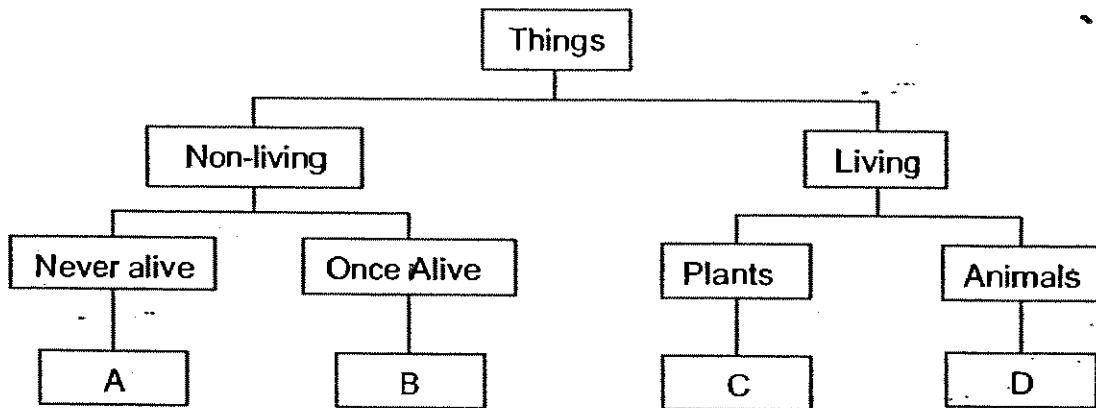 Things
Non-living
Living
Never alive
Once Alive
Plants
Animals
A
B
C
D